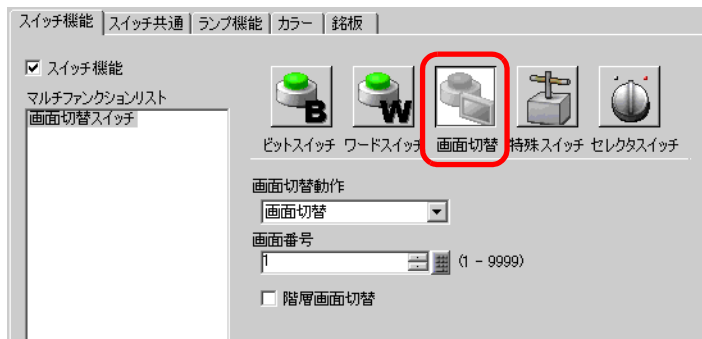 スイッチ機能 スイッチ共通 ランプ機能 カラー 銘板
スイッチ機能
マルチファンクションリスト
画面切替スイッチ
B W
ビットスイッチ ワードスイッチ 画面切替 特殊スイッチ セレクタスイッチ
画面切替動作
画面切替
画面番号
1 (1 - 9999)
階層画面切替